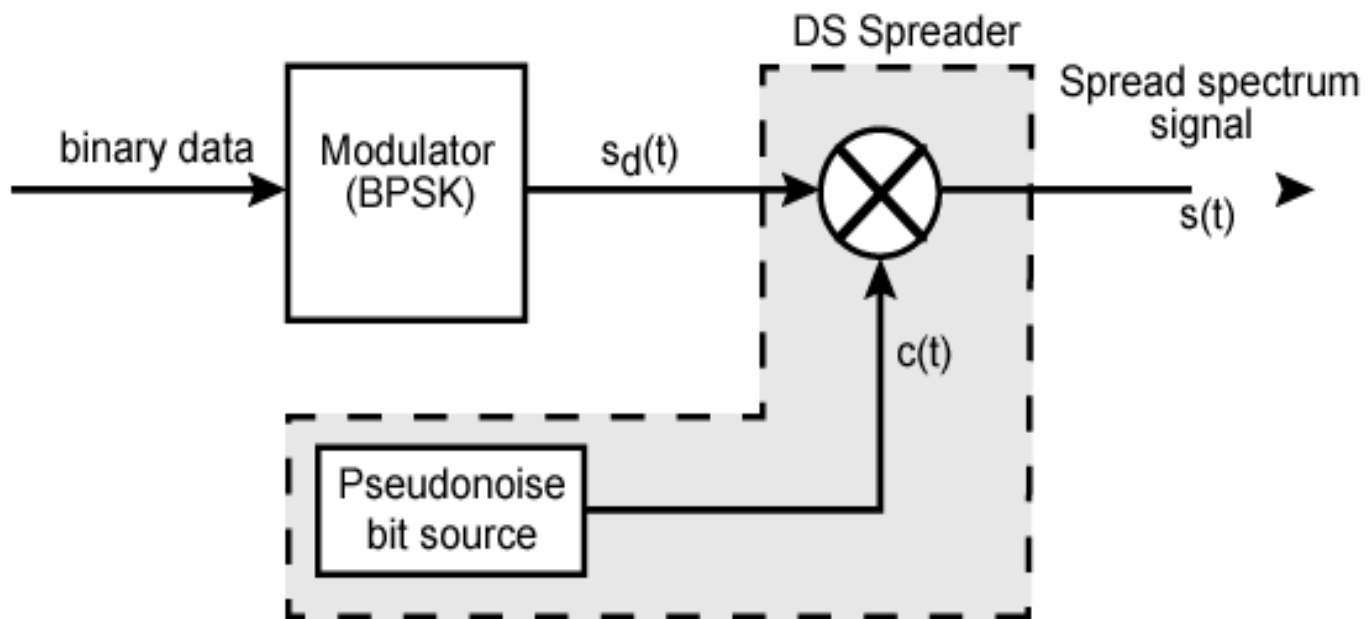 DS Spreader
Spread spectrum
signal
binary data
Modulator
(BPSK)
sd(t)
s(t)
c(t)
Pseudonoise
bit source